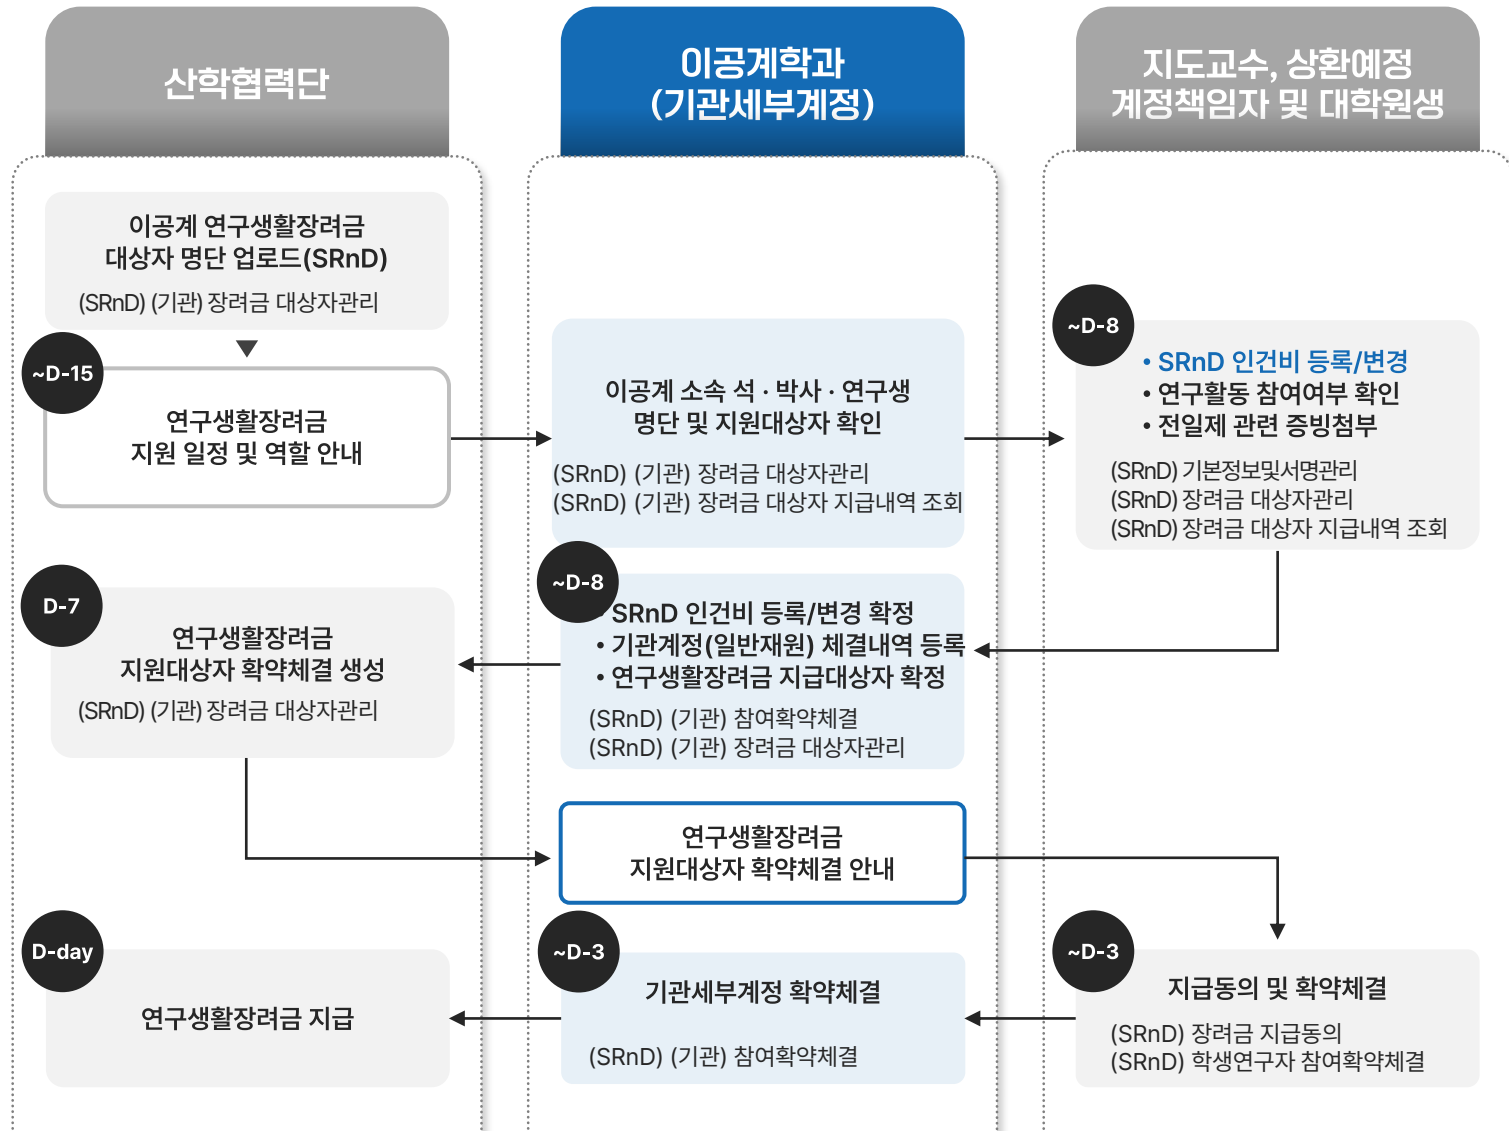 산학협력단
이공계학과
(기관세부계정)
지도교수, 상환예정
계정책임자 및 대학원생
이공계 연구생활장려금
대상자 명단 업로드(SRnD)
(SRnD) (기관) 장려금 대상자관리
~D-15
연구생활장려금
지원 일정 및 역할 안내
이공계 소속 석 · 박사 · 연구생
명단 및 지원대상자 확인
(SRnD) (기관) 장려금 대상자관리
(SRnD) (기관) 장려금 대상자 지급내역 조회
~D-8
• SRnD 인건비 등록/변경
• 연구활동 참여여부 확인
• 전일제 관련 증빙첨부
(SRnD) 기본정보및서명관리
(SRnD) 장려금 대상자관리
(SRnD) 장려금 대상자 지급내역 조회
~D-8
• SRnD 인건비 등록/변경 확정
• 기관계정(일반재원) 체결내역 등록
• 연구생활장려금 지급대상자 확정
(SRnD) (기관) 참여확약체결
(SRnD) (기관) 장려금 대상자관리
D-7
연구생활장려금
지원대상자 확약체결 생성
(SRnD) (기관) 장려금 대상자관리
연구생활장려금
지원대상자 확약체결 안내
~D-3
지급동의 및 확약체결
(SRnD) 장려금 지급동의
(SRnD) 학생연구자 참여확약체결
~D-3
기관세부계정 확약체결
(SRnD) (기관) 참여확약체결
D-day
연구생활장려금 지급